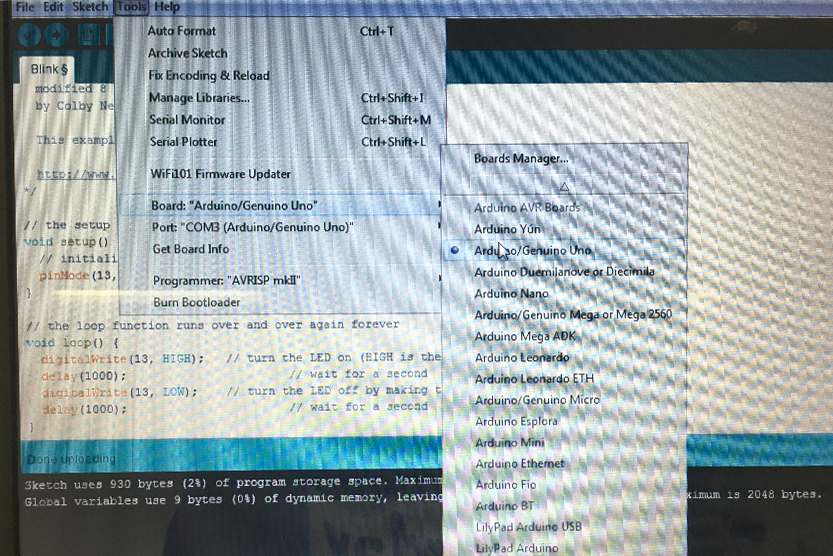 File Edit Sketch Tools Help
Auto Format Ctrl+T
Archive Sketch
Fix Encoding & Reload
Manage Libraries... Ctrl+Shift+I
Serial Monitor Ctrl+Shift+M
Serial Plotter Ctrl+Shift+L
WiFi101 Firmware Updater
Board: "Arduino/Genuino Uno"
Port: "COM3 (Arduino/Genuino Uno)"
Get Board Info
Programmer: "AVRISP mkII"
Burn Bootloader
Boards Manager...
Arduino AVR Boards
Arduino Yún
Arduino/Genuino Uno
Arduino Duemilanove or Diecimila
Arduino Nano
Arduino/Genuino Mega or Mega 2560
Arduino Mega ADK
Arduino Leonardo
Arduino Leonardo ETH
Arduino/Genuino Micro
Arduino Esplora
Arduino Mini
Arduino Ethernet
Arduino Fio
Arduino BT
LilyPad Arduino USB
LilyPad Arduino
Blink §
modified 8
by Colby Ne
This exampl
http://www.
*/
// the setup
void setup()
// initiali
pinMode(13,
}
// the loop function runs over and over again forever
void loop() {
digitalWrite(13, HIGH); // turn the LED on (HIGH is the
delay(1000); // wait for a second
digitalWrite(13, LOW); // turn the LED off by making t
delay(1000); // wait for a second
}
Done uploading
Sketch uses 930 bytes (2%) of program storage space. Maximum
Global variables use 9 bytes (0%) of dynamic memory, leaving ximum is 2048 bytes.